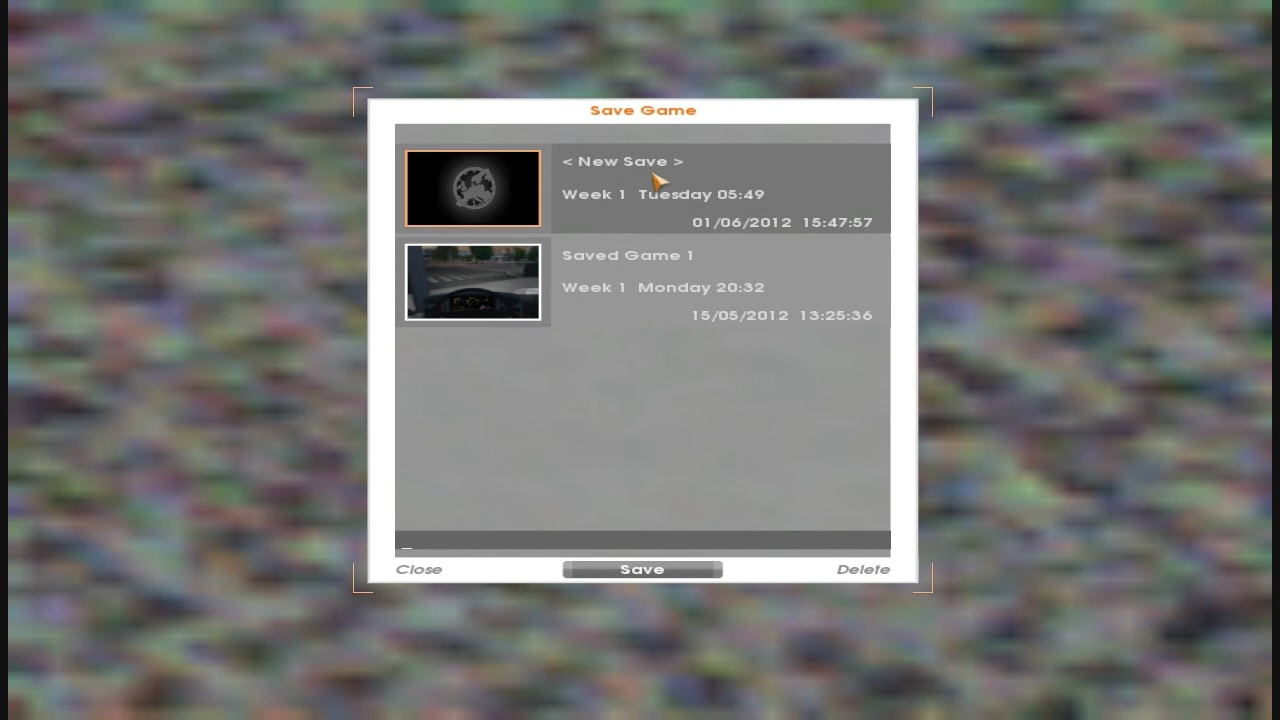 Save Game
< New Save >
Week 1 Tuesday 05:49
01/06/2012 15:47:57
Saved Game 1
Week 1 Monday 20:32
15/05/2012 13:25:36
_
Close
Save
Delete